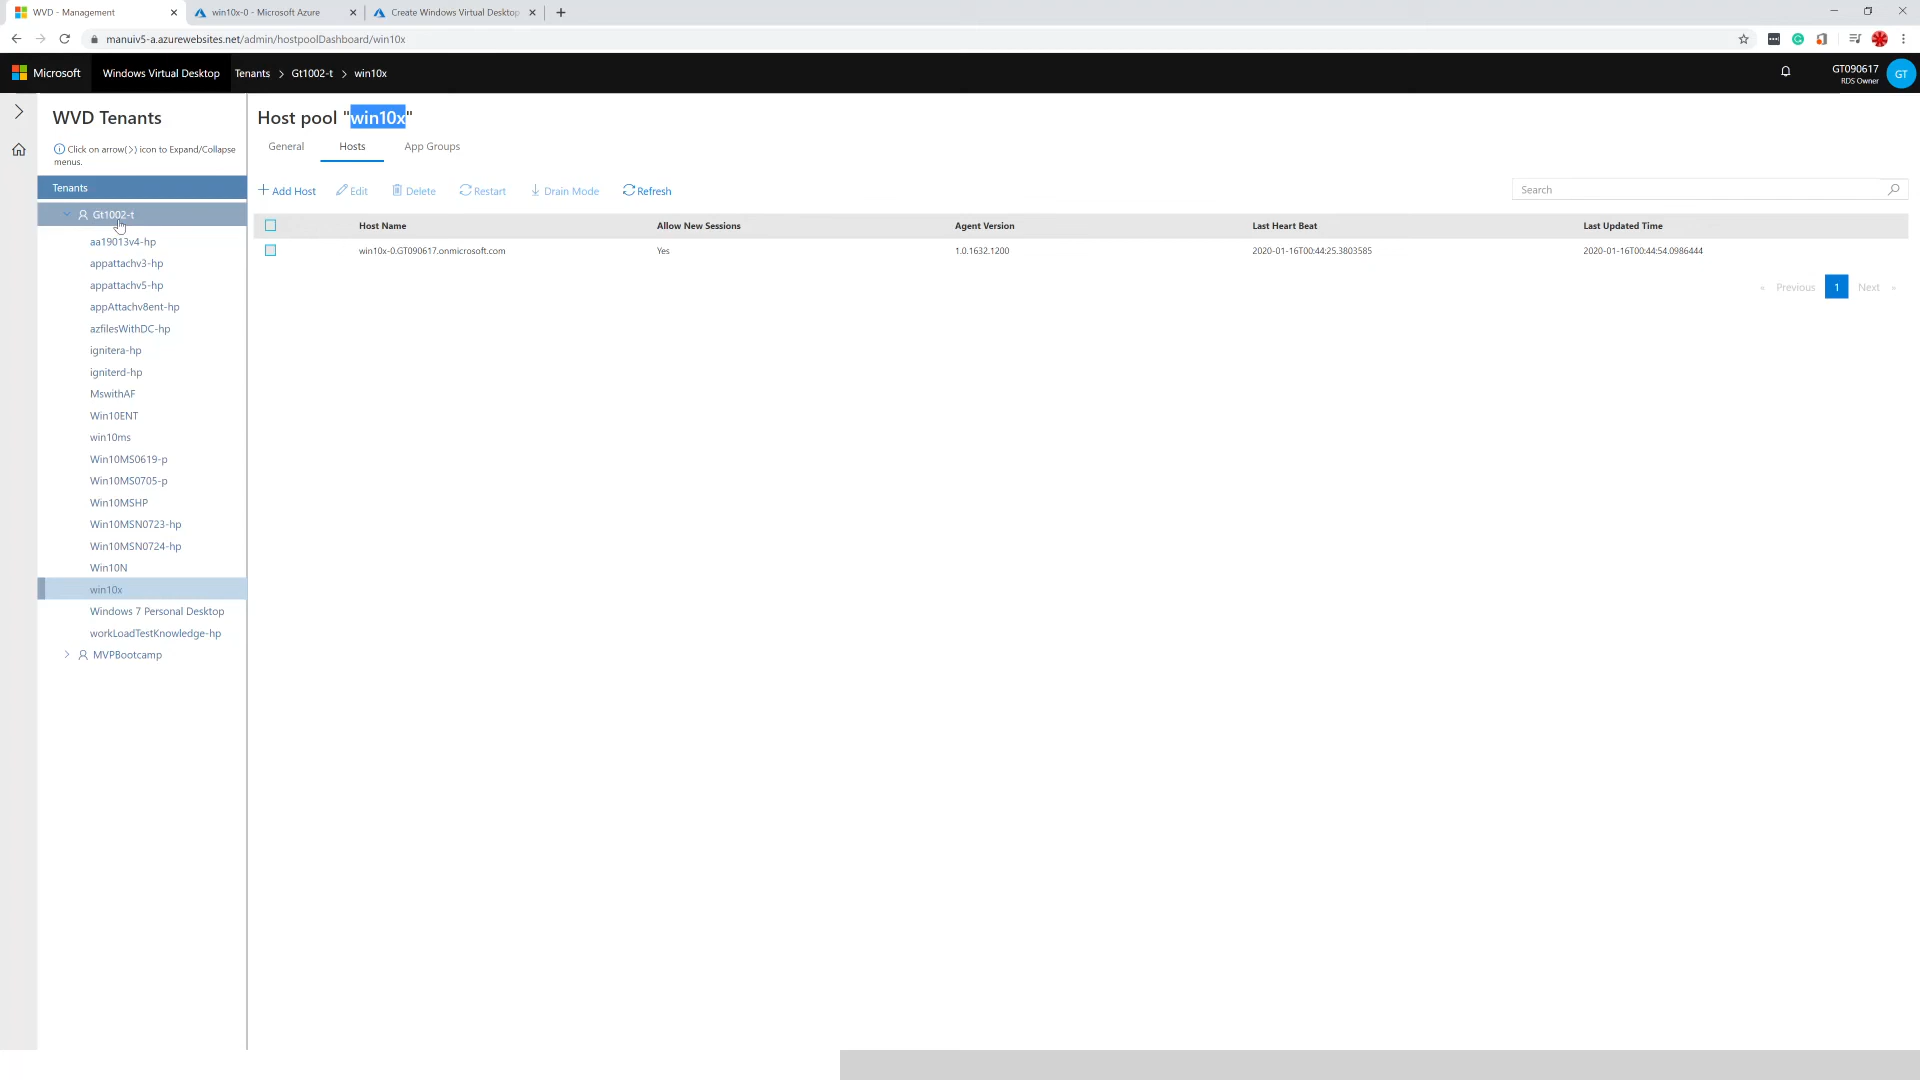 WVD - Management
win10x-0 - Microsoft Azure
Create Windows Virtual Desktop
manuiv5-a.azurewebsites.net/admin/hostpoolDashboard/win10x
Microsoft
Windows Virtual Desktop
Tenants > Gt1002-t > win10x
GT090617
RDS Owner
GT
WVD Tenants
Click on arrow(>) icon to Expand/Collapse
menus.
Tenants
Gt1002-t
aa19013v4-hp
appattachv3-hp
appattachv5-hp
appAttachv8ent-hp
azfilesWithDC-hp
ignitera-hp
igniterd-hp
MswithAF
Win10ENT
win10ms
Win10MS0619-p
Win10MS0705-p
Win10MSHP
Win10MSN0723-hp
Win10MSN0724-hp
Win10N
win10x
Windows 7 Personal Desktop
workLoadTestKnowledge-hp
MVPBootcamp
Host pool "win10x"
General
Hosts
App Groups
Add Host
Edit
Delete
Restart
Drain Mode
Refresh
Search
Host Name
Allow New Sessions
Agent Version
Last Heart Beat
Last Updated Time
win10x-0.GT090617.onmicrosoft.com
Yes
1.0.1632.1200
2020-01-16T00:44:25.3803585
2020-01-16T00:44:54.0986444
« Previous 1 Next »